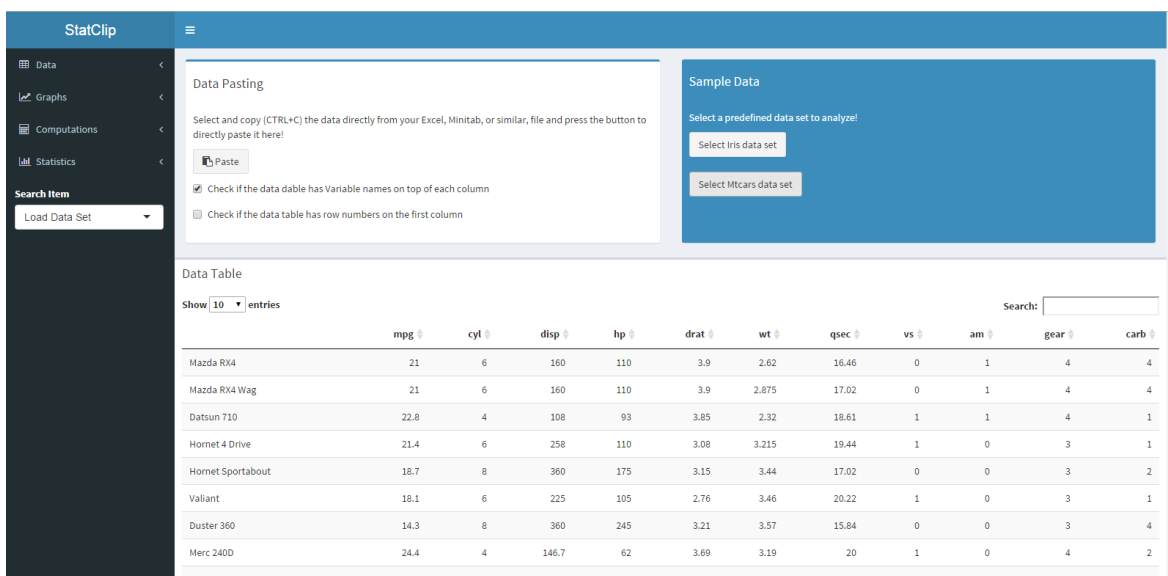 StatClip
Data
Graphs
Computations
Statistics
Search Item
Load Data Set
Data Pasting
Select and copy (CTRL+C) the data directly from your Excel, Minitab, or similar, file and press the button to
directly paste it here!
Paste
Check if the data dable has Variable names on top of each column
Check if the data table has row numbers on the first column
Sample Data
Select a predefined data set to analyze!
Select Iris data set
Select Mtcars data set
Data Table
Show 10 entries
Search:
mpg cyl disp hp drat wt qsec vs am gear carb
Mazda RX4 21 6 160 110 3.9 2.62 16.46 0 1 4 4
Mazda RX4 Wag 21 6 160 110 3.9 2.875 17.02 0 1 4 4
Datsun 710 22.8 4 108 93 3.85 2.32 18.61 1 1 4 1
Hornet 4 Drive 21.4 6 258 110 3.08 3.215 19.44 1 0 3 1
Hornet Sportabout 18.7 8 360 175 3.15 3.44 17.02 0 0 3 2
Valiant 18.1 6 225 105 2.76 3.46 20.22 1 0 3 1
Duster 360 14.3 8 360 245 3.21 3.57 15.84 0 0 3 4
Merc 240D 24.4 4 146.7 62 3.69 3.19 20 1 0 4 2